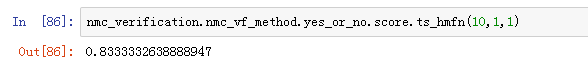 In [86]: nmc_verification.nmc_vf_method.yes_or_no.score.ts_hmfn(10,1,1)
Out[86]: 0.8333332638888947